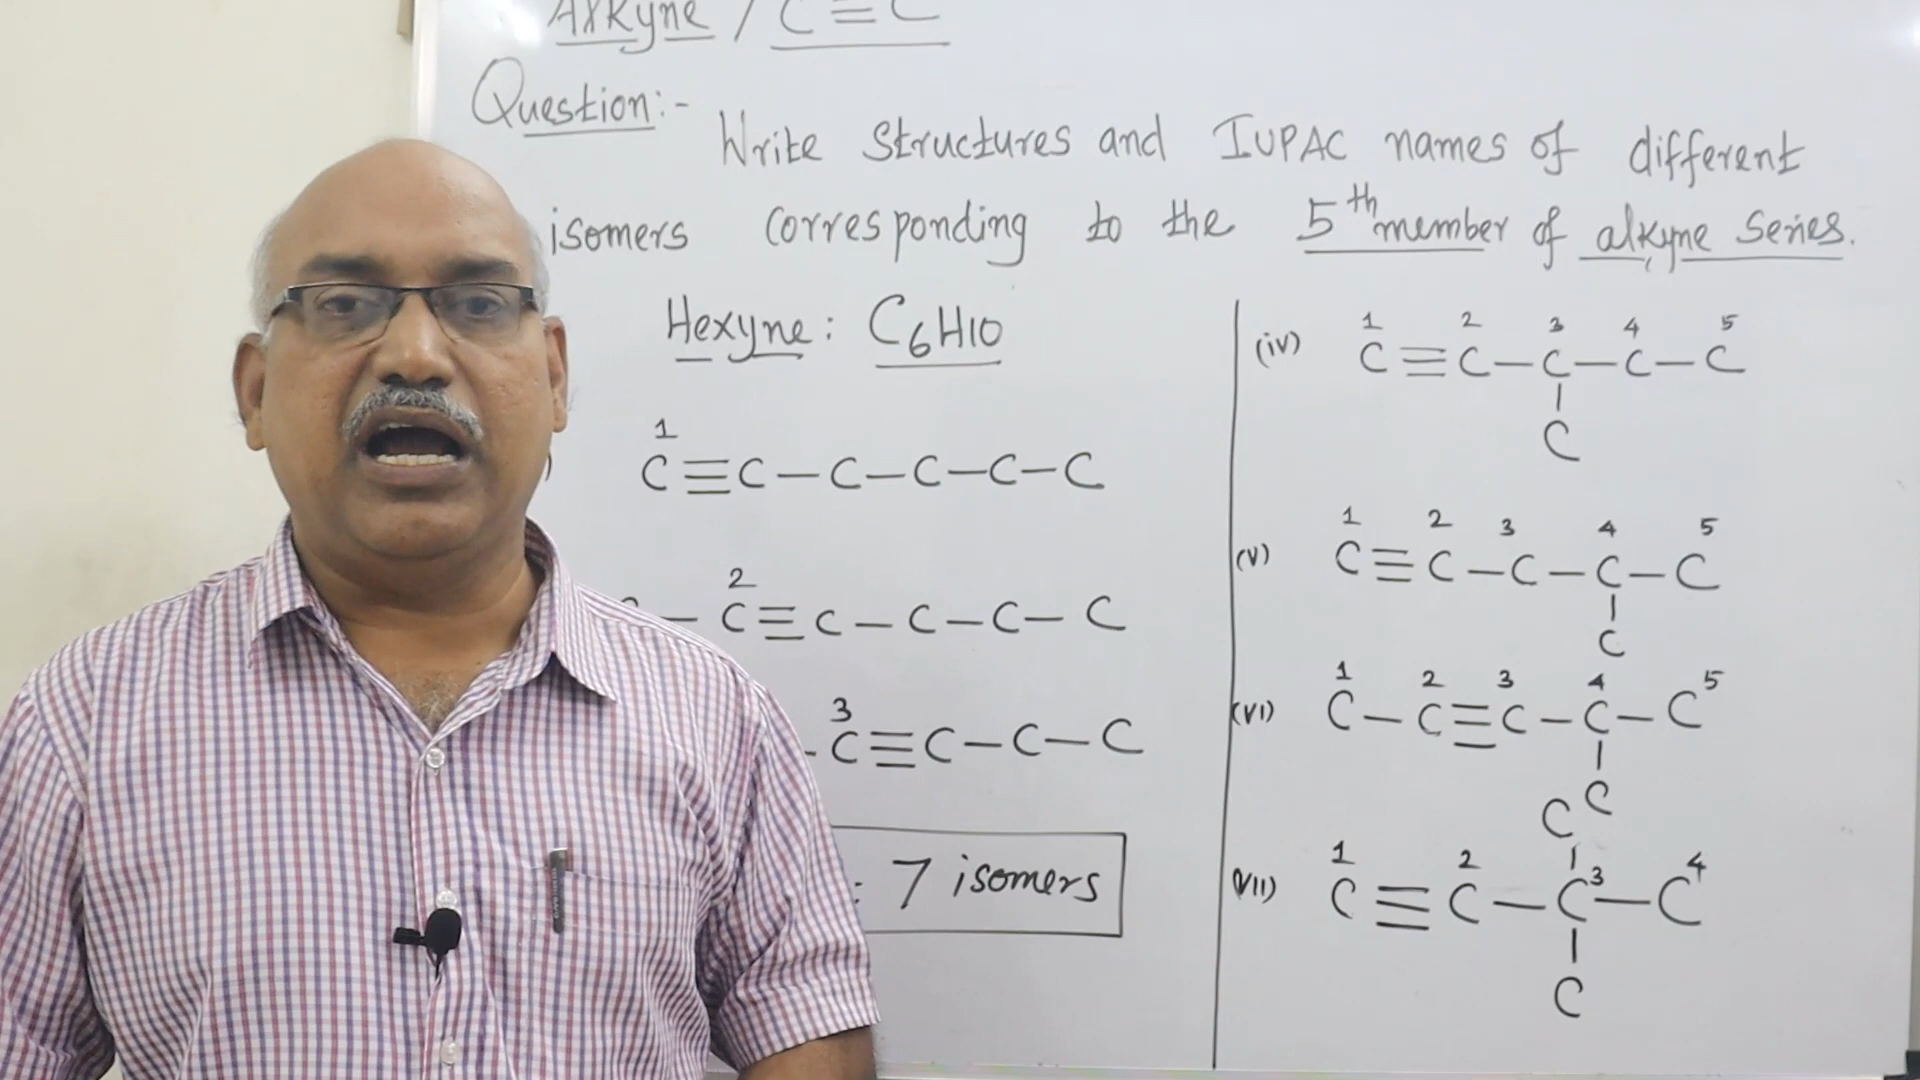 Alkyne / C≡C
Question:-
Write Structures and IUPAC names of different
isomers corresponding to the 5th member of alkyne series.
Hexyne: C6H10
)
1
C≡C—C—C—C—C
2
—C≡C—C—C—C
3
-C≡C—C—C
: 7 isomers
(iv)
1 2 3 4 5
C≡C—C—C—C
C
(v)
1 2 3 4 5
C≡C—C—C—C
C
(vi)
1 2 3 4 5
C—C≡C—C—C
C
(vii)
C
1 2 3 4
C≡C—C—C
C